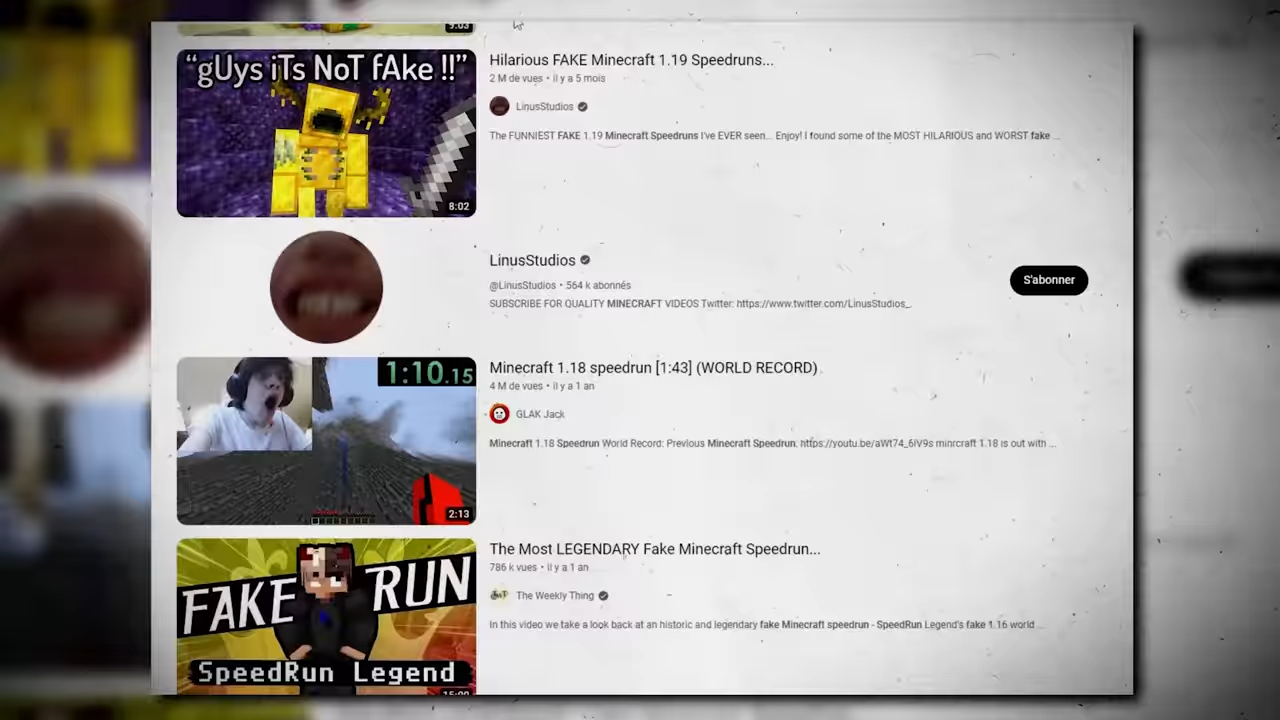 9:03
“gUys iTs NoT fAke !!”
8:02
Hilarious FAKE Minecraft 1.19 Speedruns...
2 M de vues • il y a 5 mois
LinusStudios
The FUNNIEST FAKE 1.19 Minecraft Speedruns I've EVER seen... Enjoy! I found some of the MOST HILARIOUS and WORST fake ...
LinusStudios
@LinusStudios • 564 k abonnés
SUBSCRIBE FOR QUALITY MINECRAFT VIDEOS Twitter: https://www.twitter.com/LinusStudios_.
S'abonner
1:10.15
2:13
Minecraft 1.18 speedrun [1:43] (WORLD RECORD)
4 M de vues • il y a 1 an
GLAK Jack
Minecraft 1.18 Speedrun World Record: Previous Minecraft Speedrun: https://youtu.be/aWt74_6iV9s minrcraft 1.18 is out with ...
FAKE RUN
SpeedRun Legend
The Most LEGENDARY Fake Minecraft Speedrun...
786 k vues • il y a 1 an
The Weekly Thing
In this video we take a look back at an historic and legendary fake Minecraft speedrun - SpeedRun Legend's fake 1.16 world ...